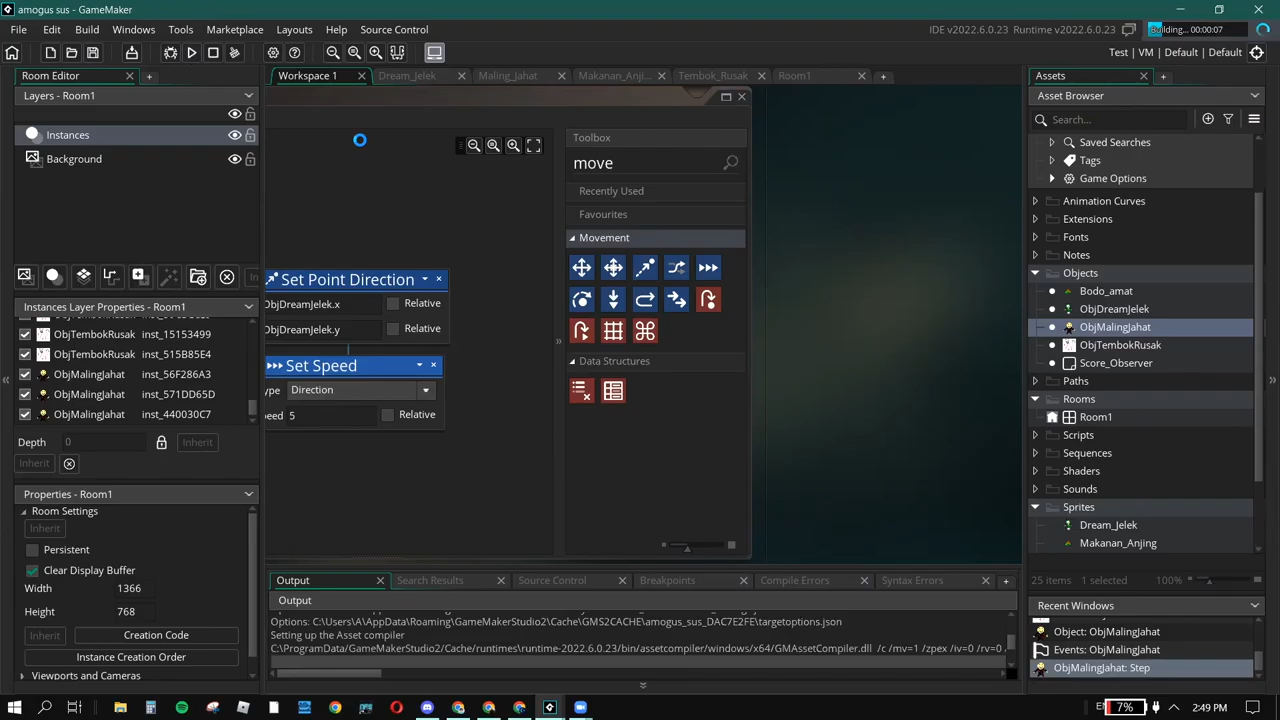 amogus sus - GameMaker
File Edit Build Windows Tools Marketplace Layouts Help Source Control
IDE v2022.6.0.23 Runtime v2022.6.0.23
Building... 00:00:07
Test | VM | Default | Default
Room Editor
Layers - Room1
Instances
Background
Instances Layer Properties - Room1
ObjTembokRusak inst_15153499
ObjTembokRusak inst_515B85E4
ObjMalingJahat inst_56F286A3
ObjMalingJahat inst_571DD65D
ObjMalingJahat inst_440030C7
Depth 0 Inherit
Inherit
Properties - Room1
Room Settings
Inherit
Persistent
Clear Display Buffer
Width 1366
Height 768
Inherit Creation Code
Instance Creation Order
Viewports and Cameras
Workspace 1 Dream_Jelek Maling_Jahat Makanan_Anji... Tembok_Rusak Room1
Set Point Direction
ObjDreamJelek.x Relative
ObjDreamJelek.y Relative
Set Speed
ype Direction
eed 5 Relative
Toolbox
move
Recently Used
Favourites
Movement
Data Structures
Output Search Results Source Control Breakpoints Compile Errors Syntax Errors
Output
Options: C:\Users\A\AppData\Roaming\GameMakerStudio2\Cache\GMS2CACHE\amogus_sus_DAC7E2FE\targetoptions.json
Setting up the Asset compiler
C:\ProgramData/GameMakerStudio2/Cache/runtimes\runtime-2022.6.0.23/bin/assetcompiler/windows/x64/GMAssetCompiler.dll /c /mv=1 /zpex /iv=0 /rv=0
Assets
Asset Browser
Search...
Saved Searches
Tags
Game Options
Animation Curves
Extensions
Fonts
Notes
Objects
Bodo_amat
ObjDreamJelek
ObjMalingJahat
ObjTembokRusak
Score_Observer
Paths
Rooms
Room1
Scripts
Sequences
Shaders
Sounds
Sprites
Dream_Jelek
Makanan_Anjing
25 items 1 selected 100%
Recent Windows
Object: ObjMalingJahat
Events: ObjMalingJahat
ObjMalingJahat: Step
7% 2:49 PM